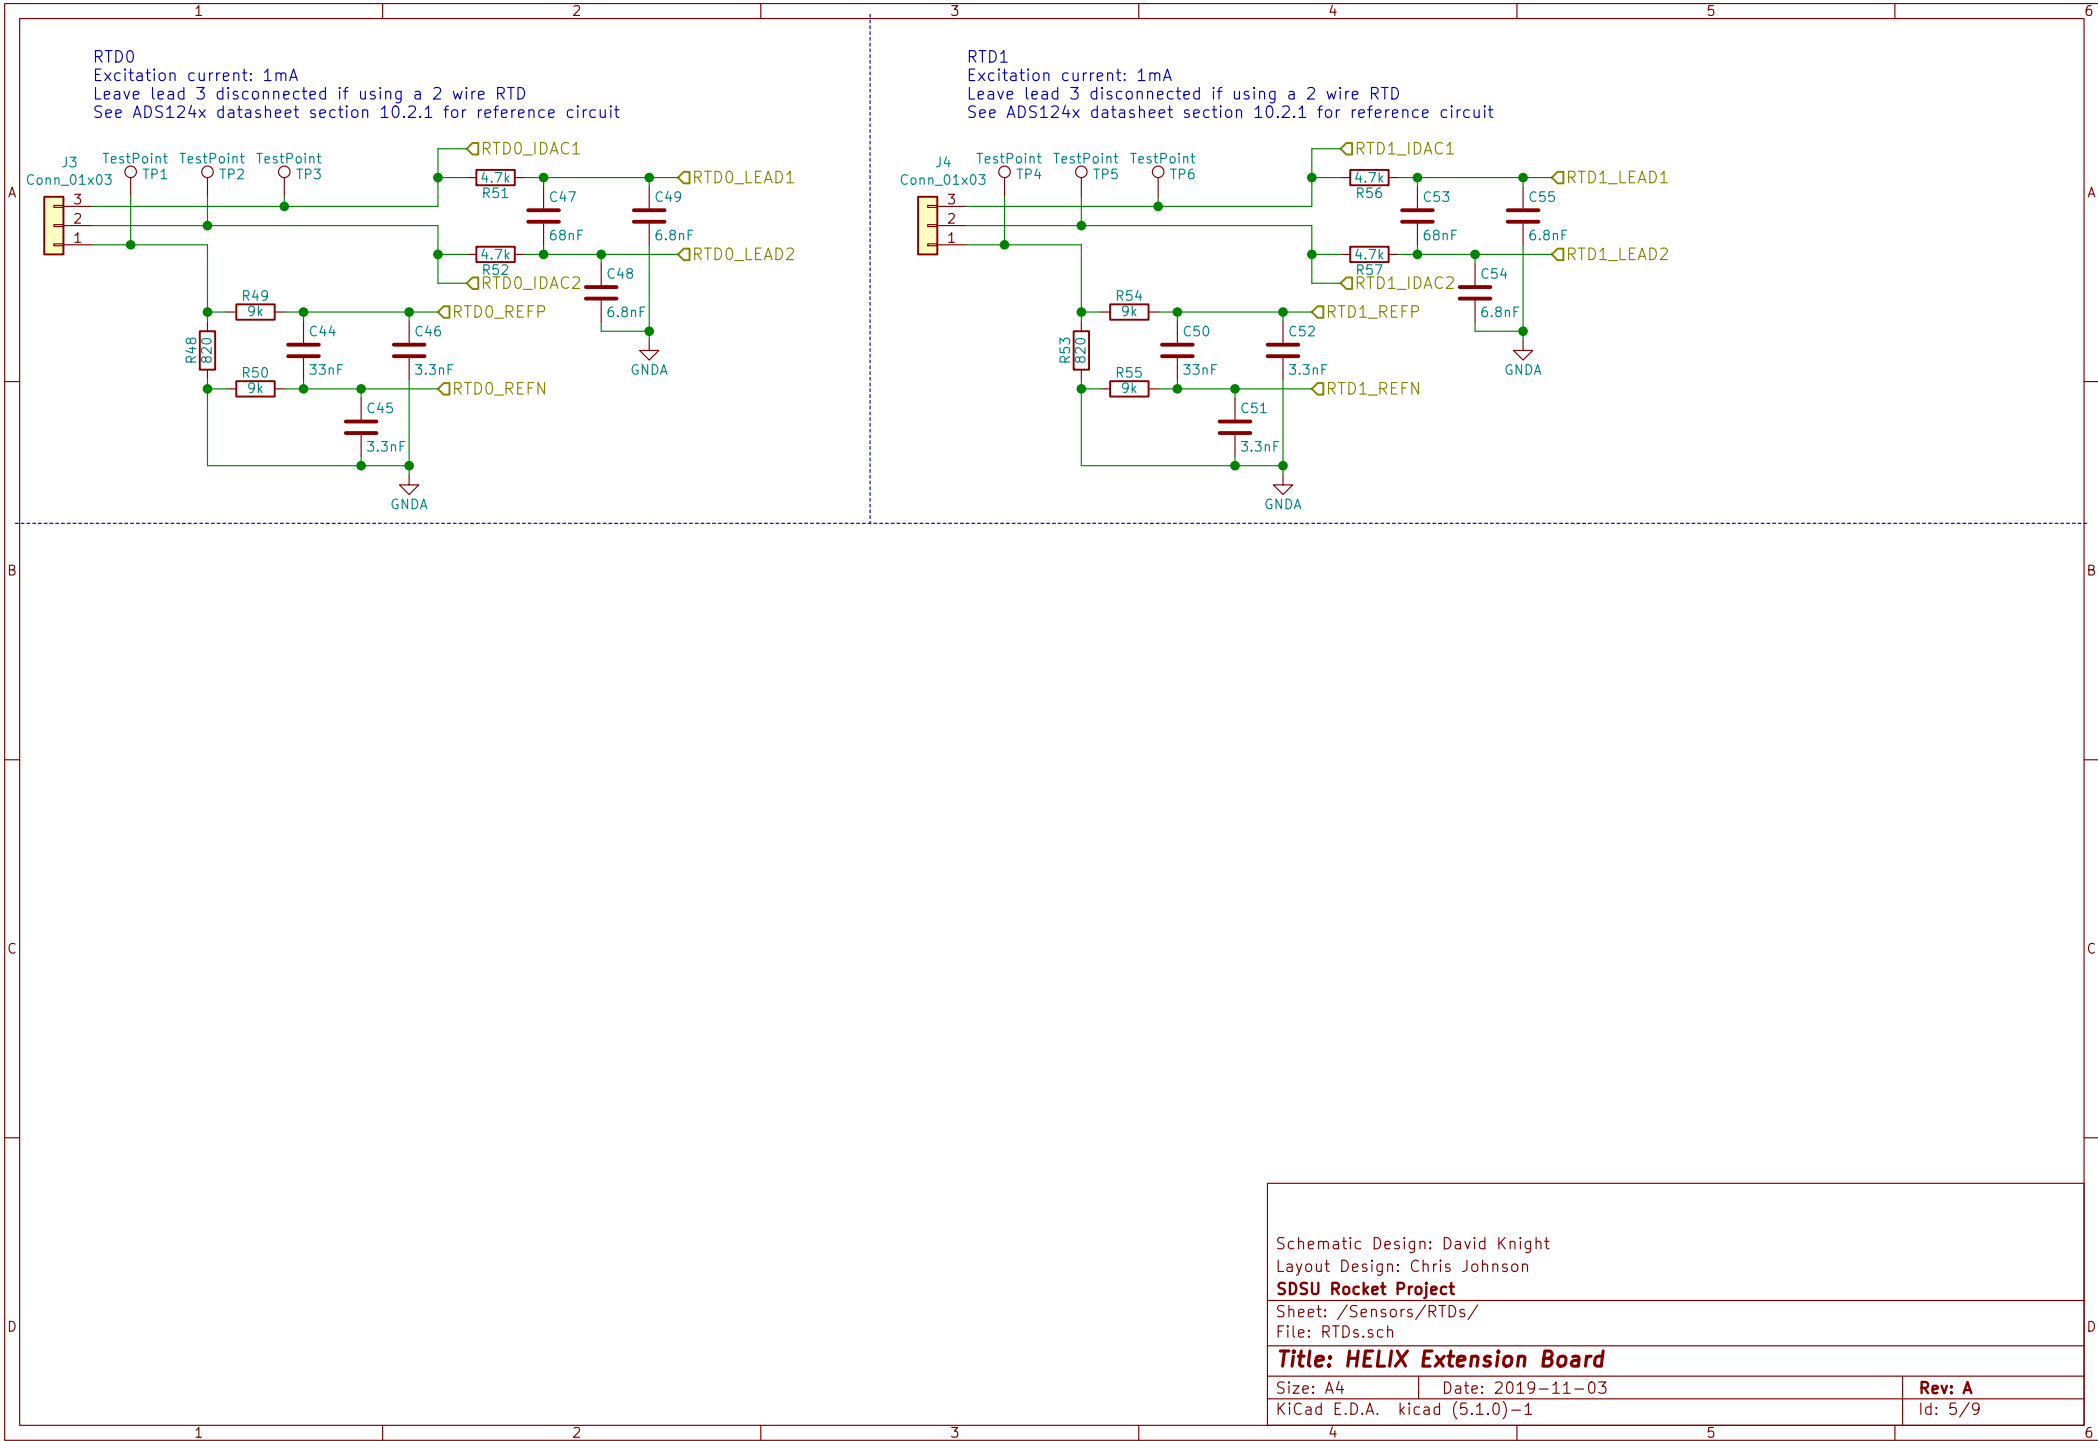 1 2 3 4 5 6
RTD0
Excitation current: 1mA
Leave lead 3 disconnected if using a 2 wire RTD
See ADS124x datasheet section 10.2.1 for reference circuit
RTD0_IDAC1
J3
Conn_01x03
TestPoint TestPoint TestPoint
TP1 TP2 TP3
3
2
1
4.7k
R51
RTD0_LEAD1
C47
68nF
C49
6.8nF
4.7k
R52
RTD0_LEAD2
RTD0_IDAC2
C48
6.8nF
GNDA
R49
9k
RTD0_REFP
R48
820
C44
33nF
C46
3.3nF
R50
9k
RTD0_REFN
C45
3.3nF
GNDA
RTD1
Excitation current: 1mA
Leave lead 3 disconnected if using a 2 wire RTD
See ADS124x datasheet section 10.2.1 for reference circuit
RTD1_IDAC1
J4
Conn_01x03
TestPoint TestPoint TestPoint
TP4 TP5 TP6
3
2
1
4.7k
R56
RTD1_LEAD1
C53
68nF
C55
6.8nF
4.7k
R57
RTD1_LEAD2
RTD1_IDAC2
C54
6.8nF
GNDA
R54
9k
RTD1_REFP
R53
820
C50
33nF
C52
3.3nF
R55
9k
RTD1_REFN
C51
3.3nF
GNDA
A A
B B
C C
D D
Schematic Design: David Knight
Layout Design: Chris Johnson
SDSU Rocket Project
Sheet: /Sensors/RTDs/
File: RTDs.sch
Title: HELIX Extension Board
Size: A4 Date: 2019-11-03 Rev: A
KiCad E.D.A. kicad (5.1.0)-1 Id: 5/9
1 2 3 4 5 6